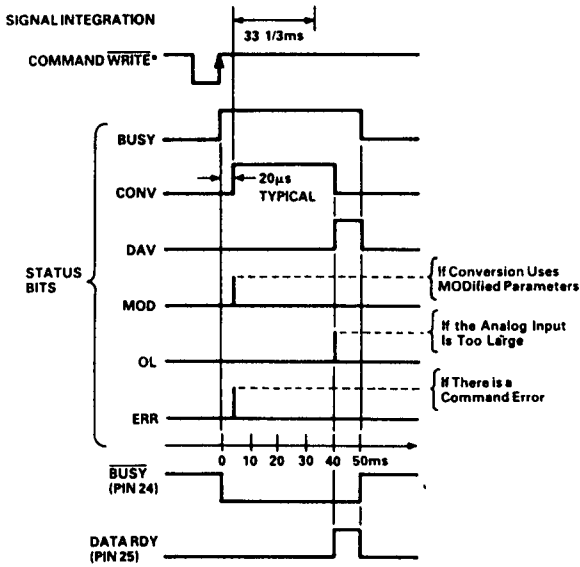 SIGNAL INTEGRATION
33 1/3ms
COMMAND WRITE*
BUSY
CONV
20µs
TYPICAL
DAV
STATUS
BITS
MOD
If Conversion Uses
MODified Parameters
OL
If the Analog Input
Is Too Large
ERR
If There is a
Command Error
0 10 20 30 40 50ms
BUSY
(PIN 24)
DATA RDY
(PIN 25)